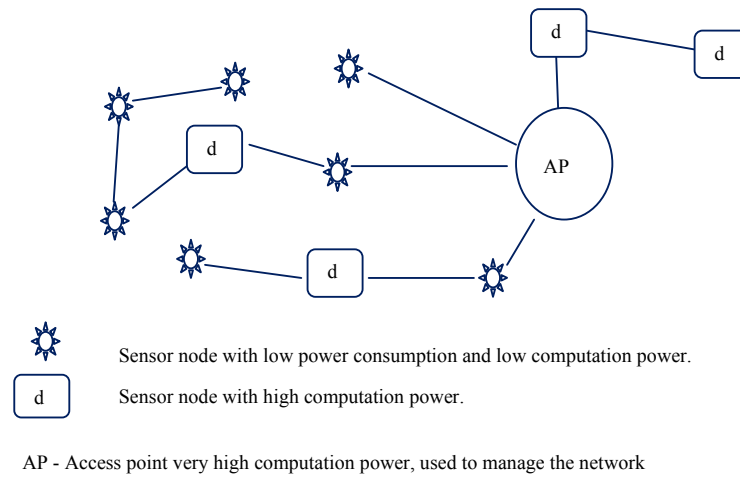 d
d
d
AP
d
Sensor node with low power consumption and low computation power.
d
Sensor node with high computation power.
AP - Access point very high computation power, used to manage the network